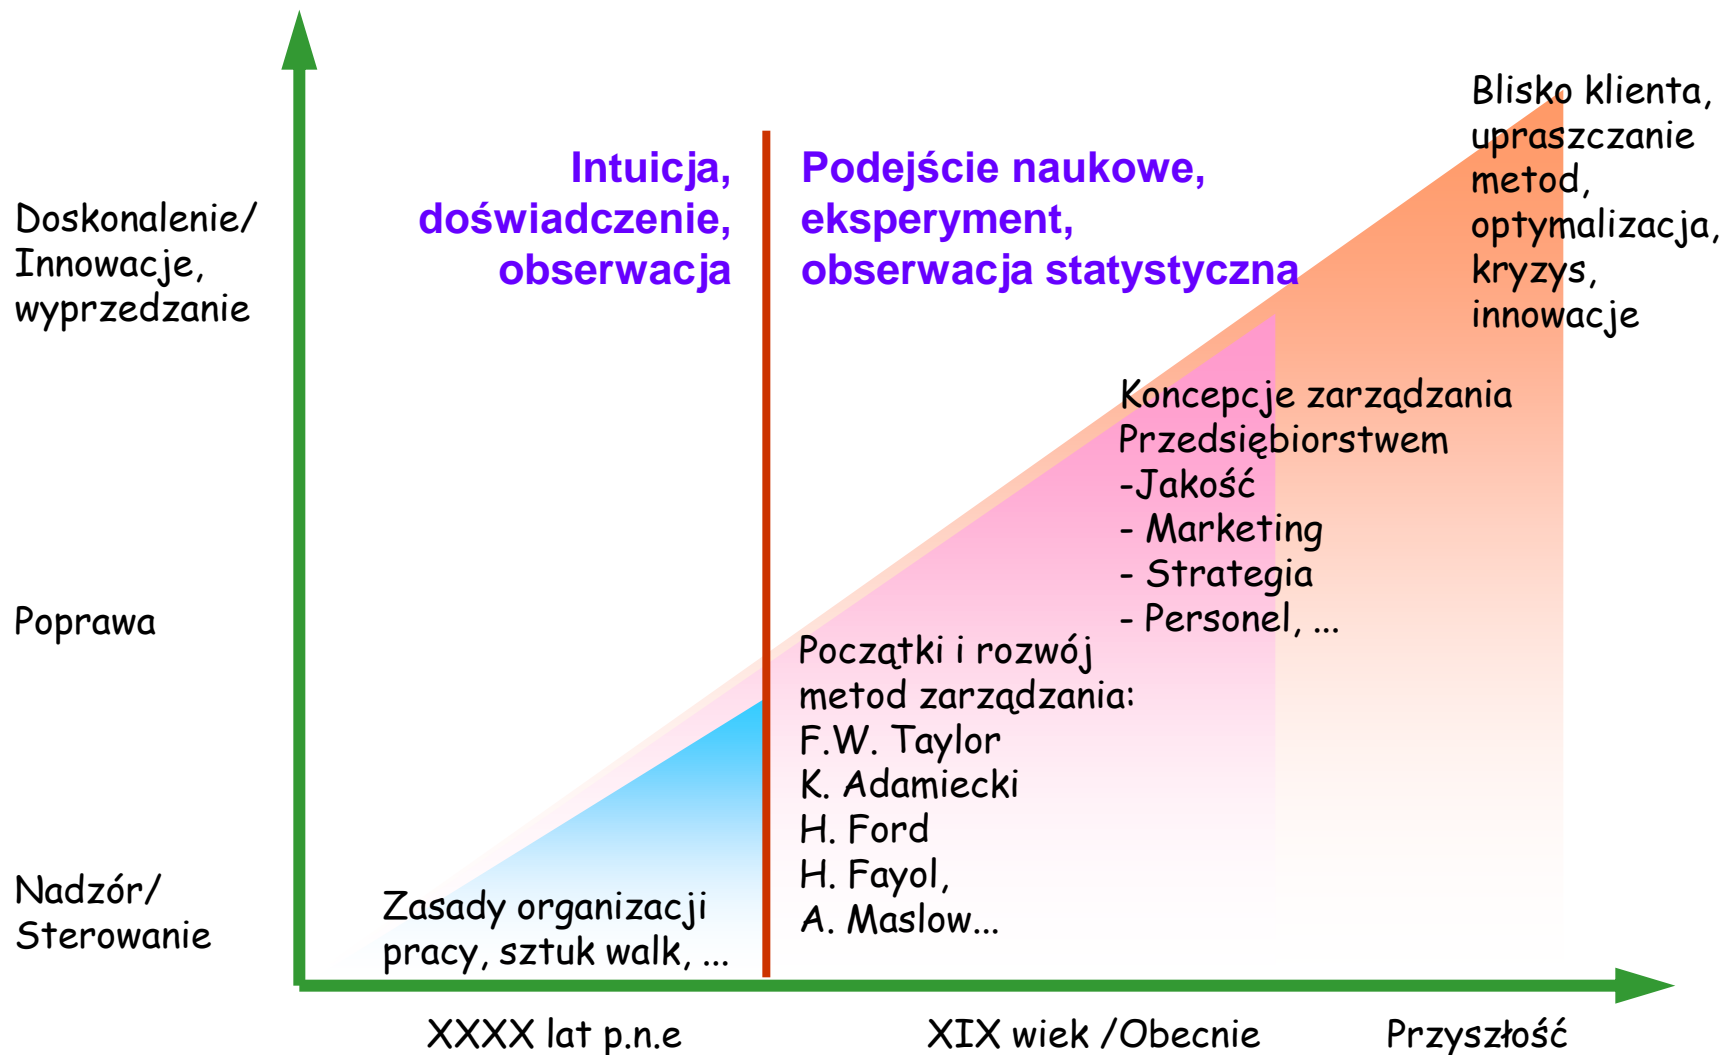 Doskonalenie/
Innowacje,
wyprzedzanie
Poprawa
Nadzór/
Sterowanie
Intuicja,
doświadczenie,
obserwacja
Podejście naukowe,
eksperyment,
obserwacja statystyczna
Blisko klienta,
upraszczanie
metod,
optymalizacja,
kryzys,
innowacje
Koncepcje zarządzania
Przedsiębiorstwem
-Jakość
- Marketing
- Strategia
- Personel, ...
Początki i rozwój
metod zarządzania:
F.W. Taylor
K. Adamiecki
H. Ford
H. Fayol,
A. Maslow...
Zasady organizacji
pracy, sztuk walk, ...
XXXX lat p.n.e
XIX wiek /Obecnie
Przyszłość